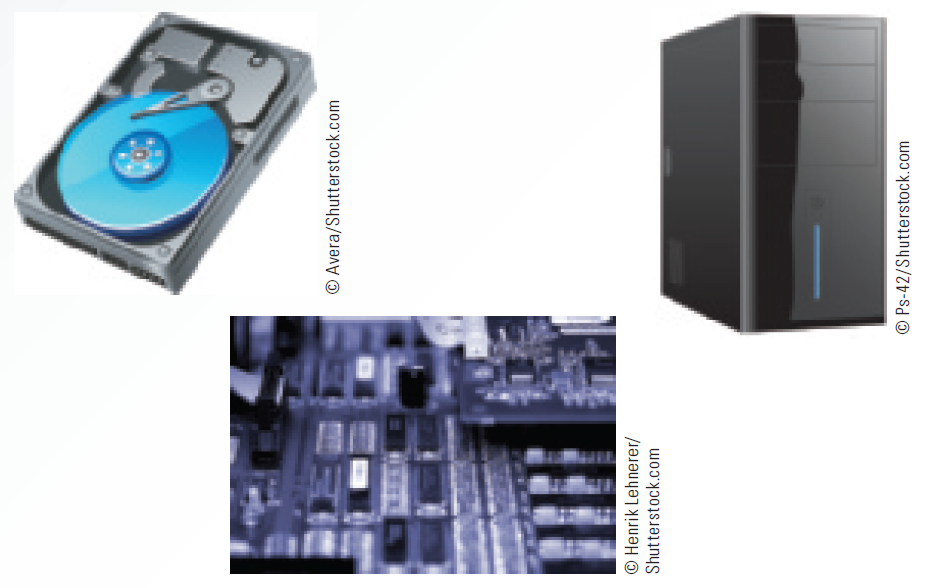 © Avera/Shutterstock.com
© Ps-42/Shutterstock.com
© Henrik Lehnerer/
Shutterstock.com